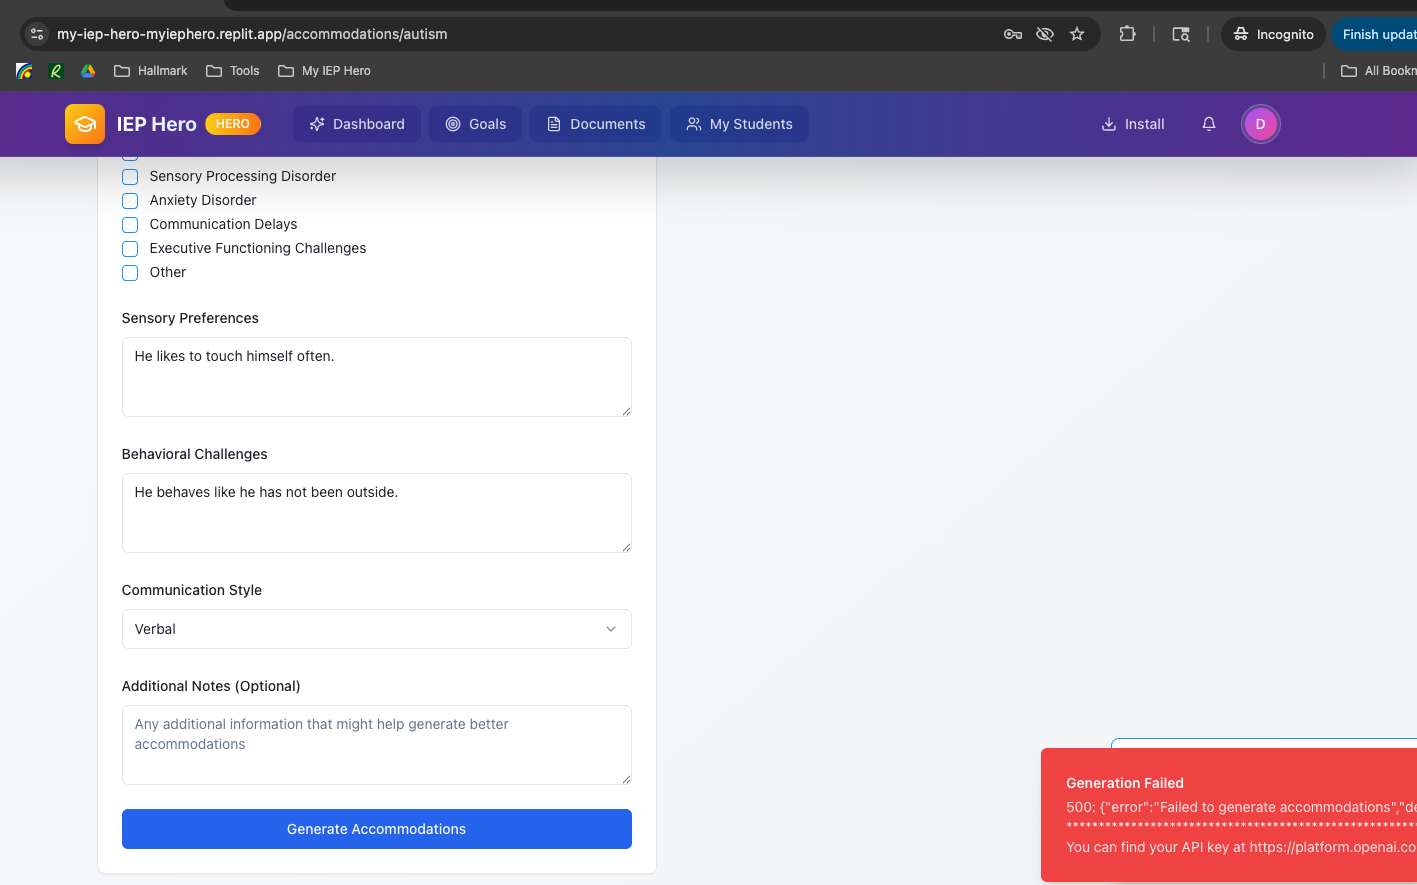 my-iep-hero-myiephero.replit.app/accommodations/autism
Incognito
Finish updat
Hallmark
Tools
My IEP Hero
All Bookm
IEP Hero
HERO
Dashboard
Goals
Documents
My Students
Install
D
Sensory Processing Disorder
Anxiety Disorder
Communication Delays
Executive Functioning Challenges
Other
Sensory Preferences
He likes to touch himself often.
Behavioral Challenges
He behaves like he has not been outside.
Communication Style
Verbal
Additional Notes (Optional)
Any additional information that might help generate better
accommodations
Generate Accommodations
Generation Failed
500: {"error":"Failed to generate accommodations","de
You can find your API key at https://platform.openai.co